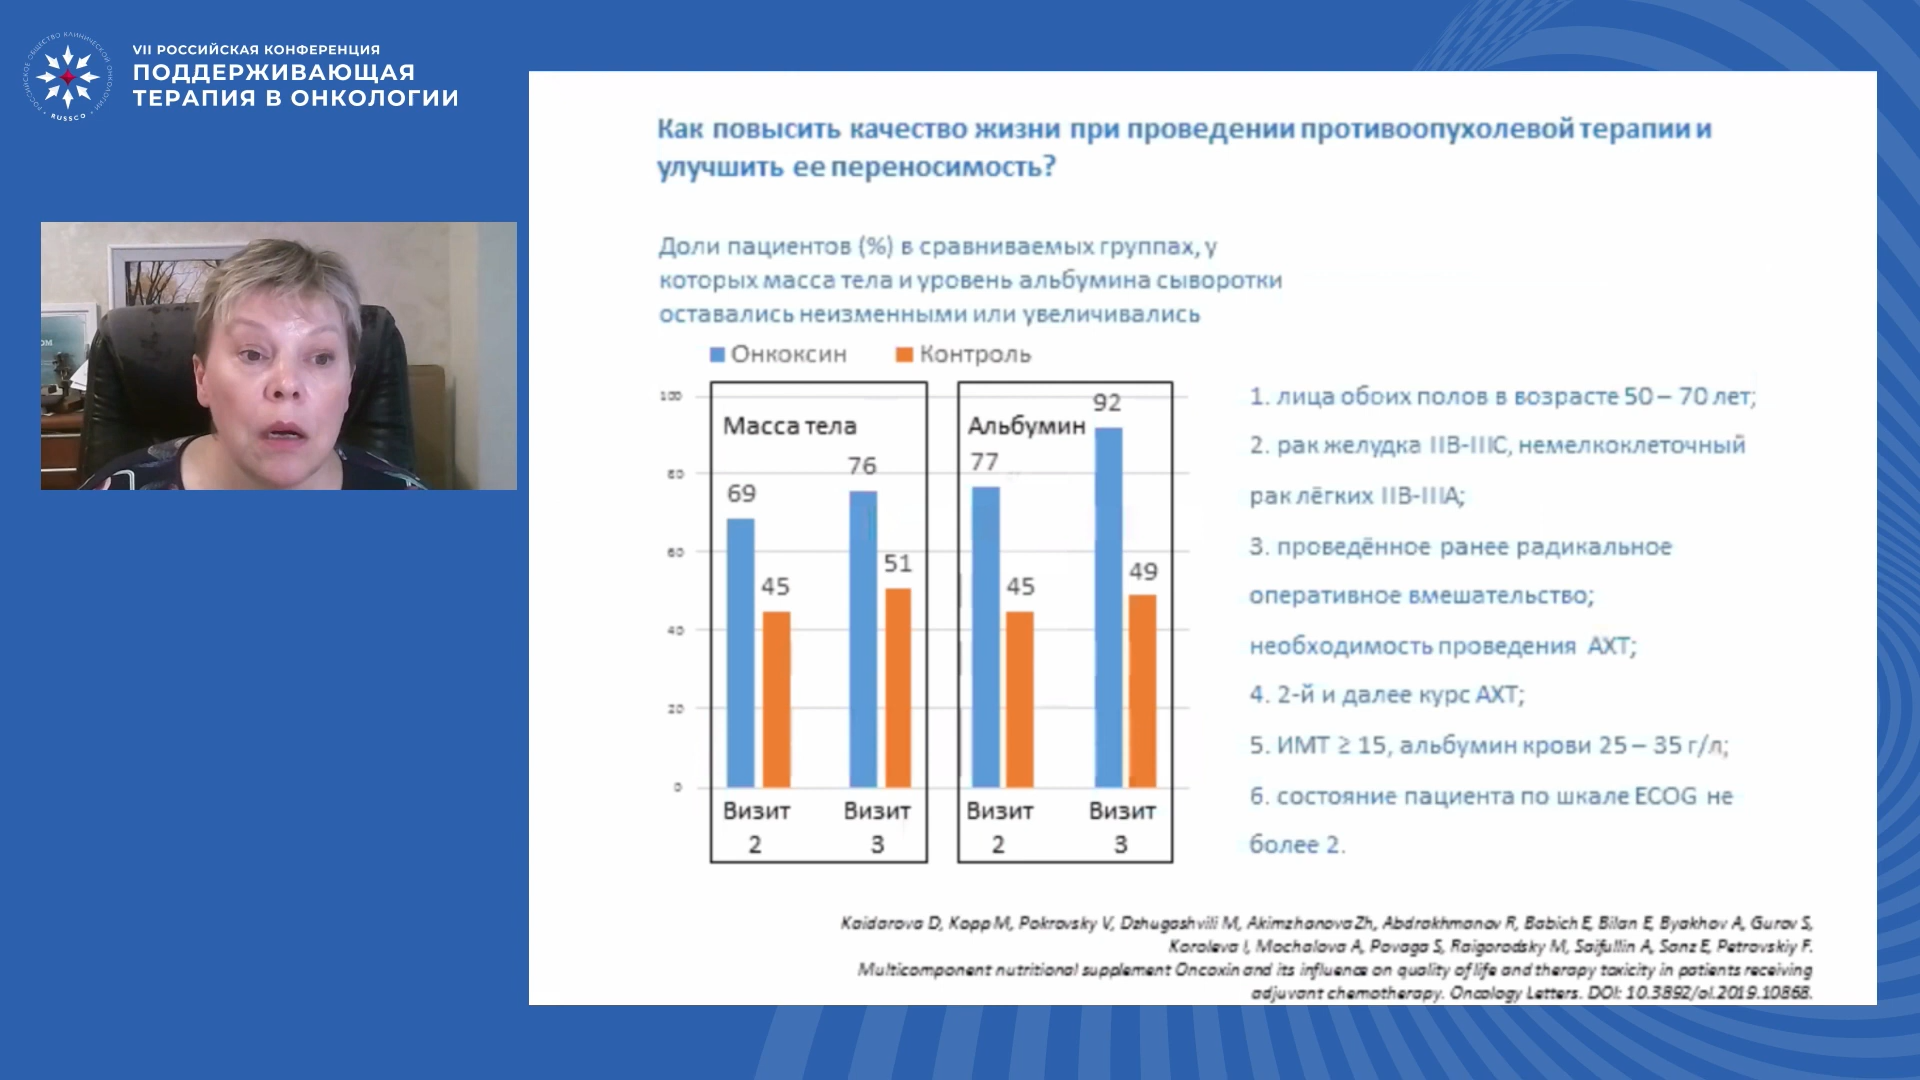 РОССИЙСКОЕ ОБЩЕСТВО КЛИНИЧЕСКОЙ ОНКОЛОГИИ
RUSSCO
VII РОССИЙСКАЯ КОНФЕРЕНЦИЯ
ПОДДЕРЖИВАЮЩАЯ
ТЕРАПИЯ В ОНКОЛОГИИ
Как повысить качество жизни при проведении противоопухолевой терапии и
улучшить ее переносимость?
Доли пациентов (%) в сравниваемых группах, у
которых масса тела и уровень альбумина сыворотки
оставались неизменными или увеличивались
Онкоксин Контроль
100
80
60
40
20
0
Масса тела
69
45
76
51
Визит 2
Визит 3
Альбумин
77
45
92
49
Визит 2
Визит 3
1. лица обоих полов в возрасте 50 – 70 лет;
2. рак желудка IIB-IIIC, немелкоклеточный
рак лёгких IIB-IIIA;
3. проведённое ранее радикальное
оперативное вмешательство;
необходимость проведения АХТ;
4. 2-й и далее курс АХТ;
5. ИМТ ≥ 15, альбумин крови 25 – 35 г/л;
6. состояние пациента по шкале ECOG не
более 2.
Kaidarova D, Kopp M, Pokrovsky V, Dzhugashvili M, Akimzhanova Zh, Abdrakhmanov R, Babich E, Bilan E, Byakhov A, Gurov S,
Koroleva I, Mochalova A, Povaga S, Raigorodsky M, Saifullin A, Sanz E, Petrovskiy F.
Multicomponent nutritional supplement Oncoxin and its influence on quality of life and therapy toxicity in patients receiving
adjuvant chemotherapy. Oncology Letters. DOI: 10.3892/ol.2019.10868.